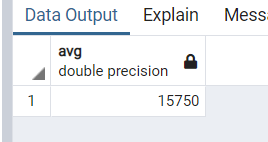 Data Output Explain Mess
avg
double precision
1 15750